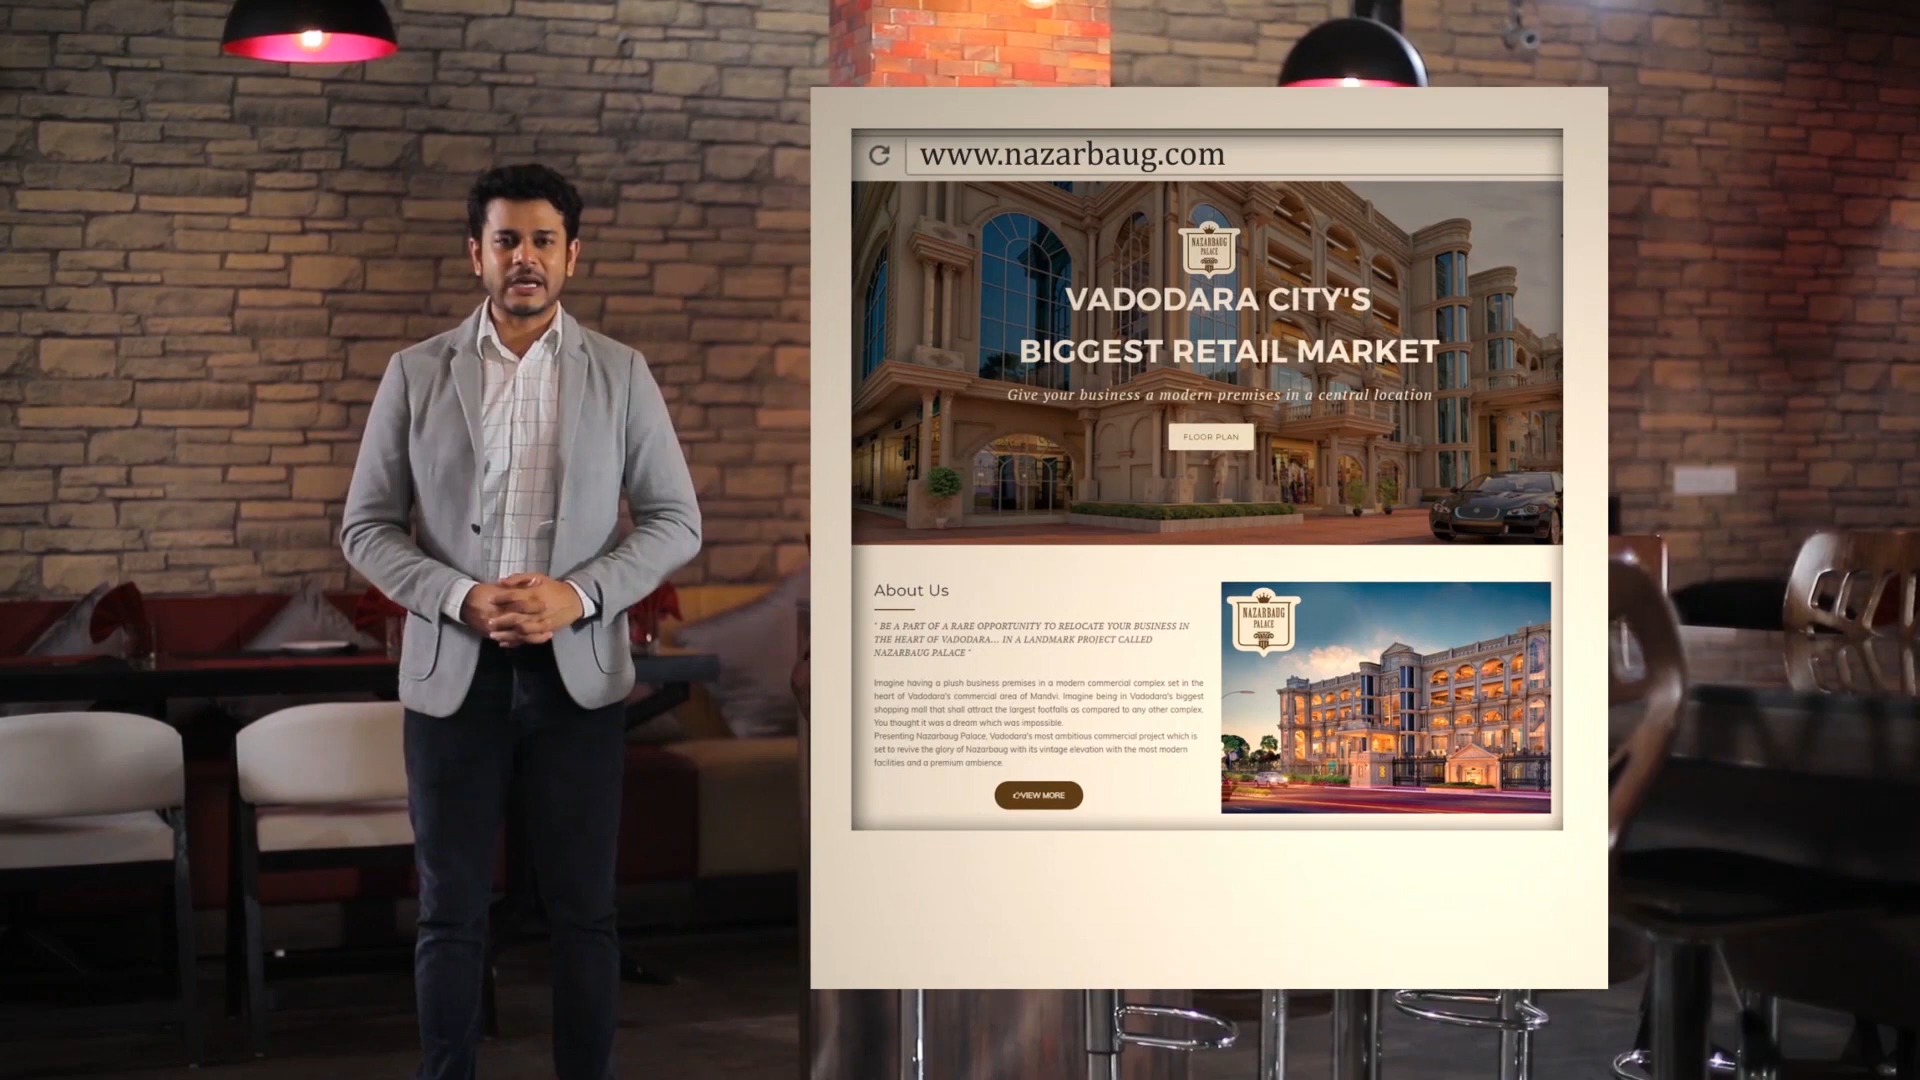 www.nazarbaug.com
NAZARBAUG
PALACE
VADODARA CITY'S
BIGGEST RETAIL MARKET
Give your business a modern premises in a central location
FLOOR PLAN
About Us
" BE A PART OF A RARE OPPORTUNITY TO RELOCATE YOUR BUSINESS IN
THE HEART OF VADODARA... IN A LANDMARK PROJECT CALLED
NAZARBAUG PALACE "
Imagine having a plush business premises in a modern commercial complex set in the
heart of Vadodara's commercial area of Mandvi. Imagine being in Vadodara's biggest
shopping mall that shall attract the largest footfalls as compared to any other complex.
You thought it was a dream which was impossible.
Presenting Nazarbaug Palace, Vadodara's most ambitious commercial project which is
set to revive the glory of Nazarbaug with its vintage elevation with the most modern
facilities and a premium ambience.
VIEW MORE
NAZARBAUG
PALACE